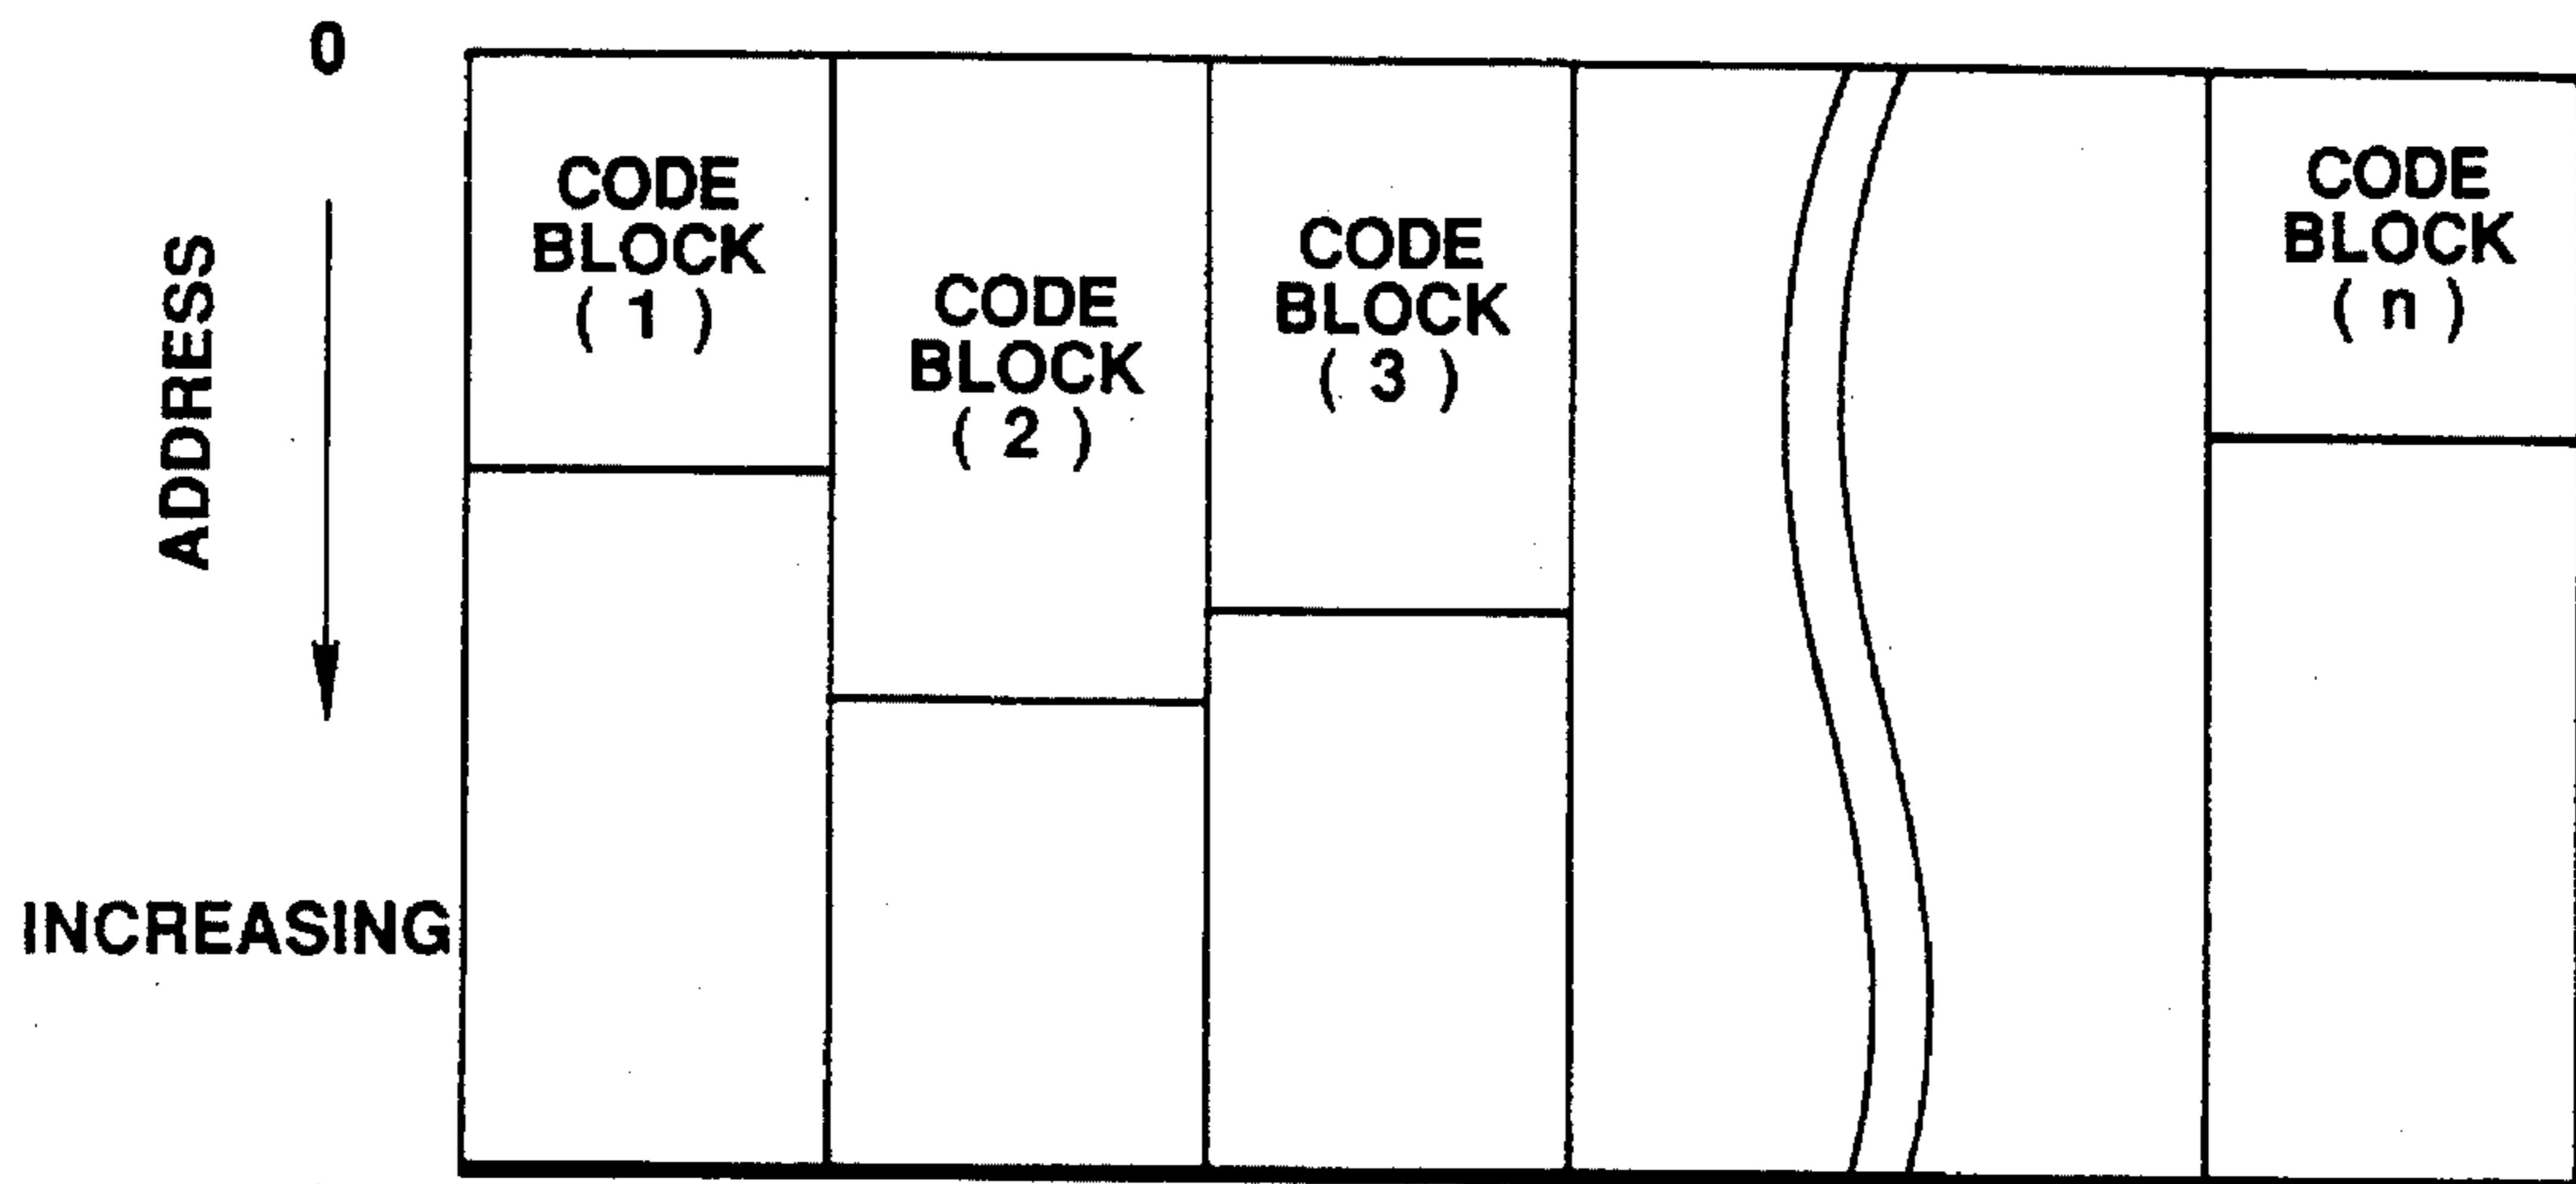 0
ADDRESS
INCREASING
CODE
BLOCK
( 1 )
CODE
BLOCK
( 2 )
CODE
BLOCK
( 3 )
CODE
BLOCK
( n )